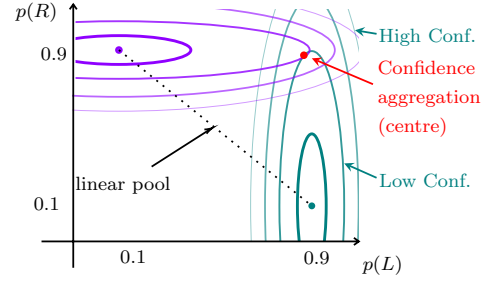 p(R)
High Conf.
0.9
Confidence
aggregation
(centre)
linear pool
Low Conf.
0.1
0.1
0.9
p(L)